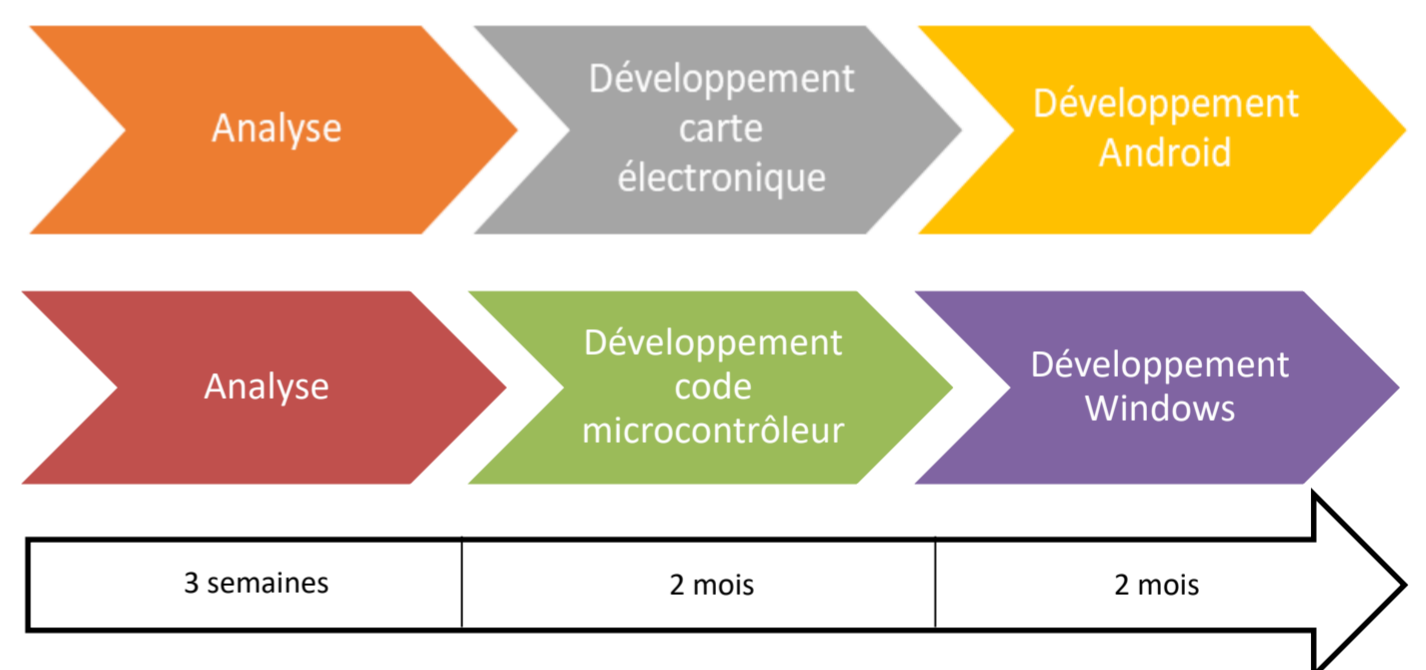 Analyse
Développement
carte
électronique
Développement
Android
Analyse
Développement
code
microcontrôleur
Développement
Windows
3 semaines
2 mois
2 mois